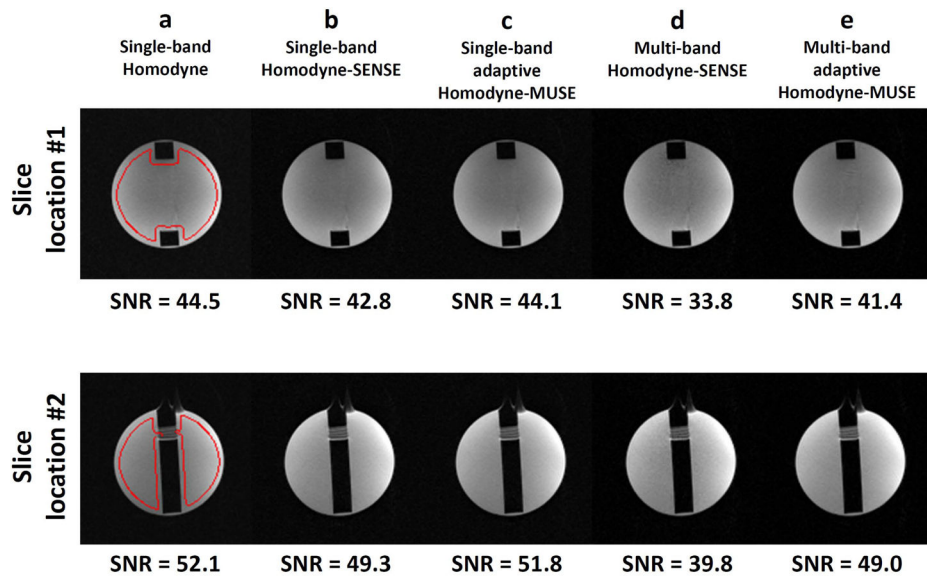 a
Single-band
Homodyne
b
Single-band
Homodyne-SENSE
c
Single-band
adaptive
Homodyne-MUSE
d
Multi-band
Homodyne-SENSE
e
Multi-band
adaptive
Homodyne-MUSE
Slice
location #1
SNR = 44.5
SNR = 42.8
SNR = 44.1
SNR = 33.8
SNR = 41.4
Slice
location #2
SNR = 52.1
SNR = 49.3
SNR = 51.8
SNR = 39.8
SNR = 49.0